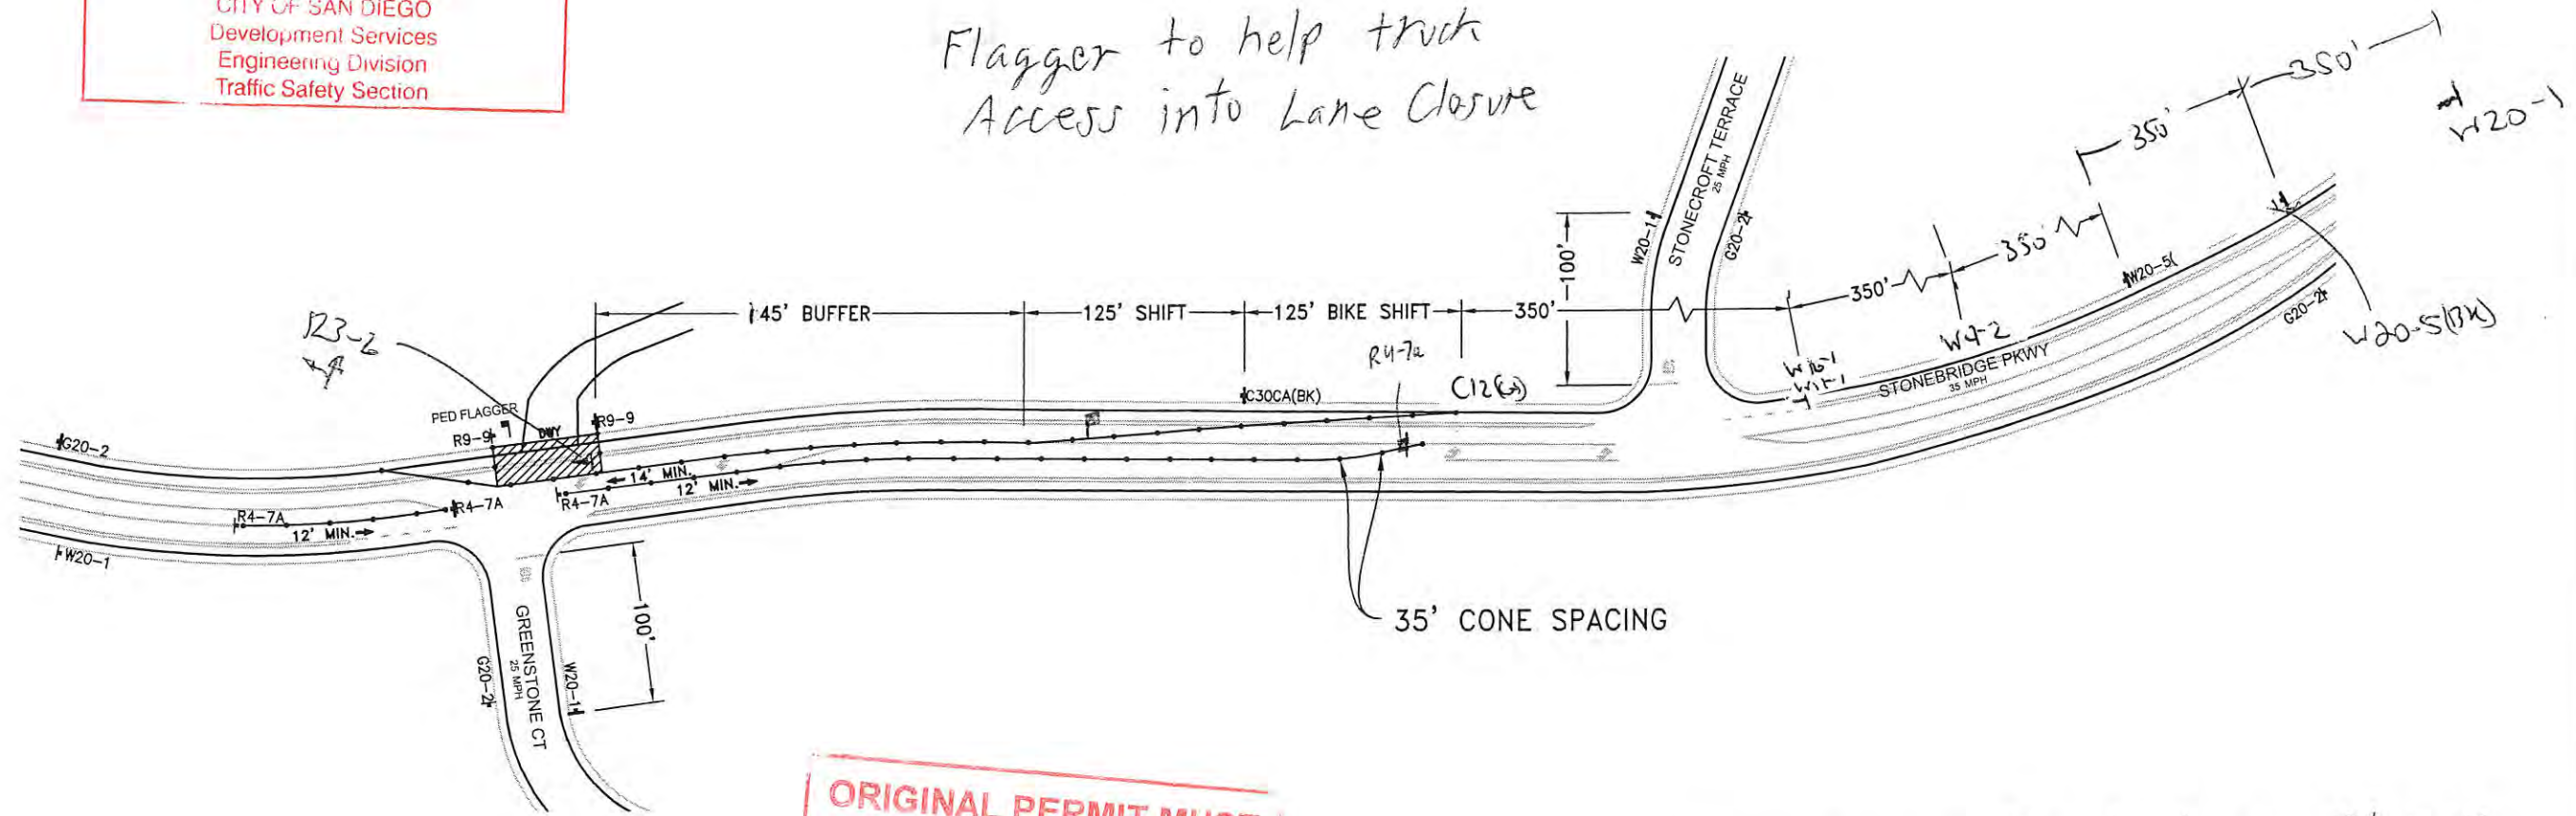 CITY OF SAN DIEGO
Development Services
Engineering Division
Traffic Safety Section
Flagger to help truck
Access into Lane Closure
350'
W20-1
350'
350'
350'
W4-2
W20-5(
G20-2
W20-5(BK)
STONEBRIDGE PKWY
35 MPH
STONECROFT TERRACE
25 MPH
W20-1
G20-2
100'
145' BUFFER
125' SHIFT
125' BIKE SHIFT
350'
R4-7a
C30CA(BK)
PED FLAGGER
R9-9
DWY
R9-9
G20-2
14' MIN.
12' MIN.
R4-7A
R4-7A
R4-7A
12' MIN.
W20-1
35' CONE SPACING
100'
GREENSTONE CT
25 MPH
G20-2
W20-1
ORIGINAL PERMIT MUST